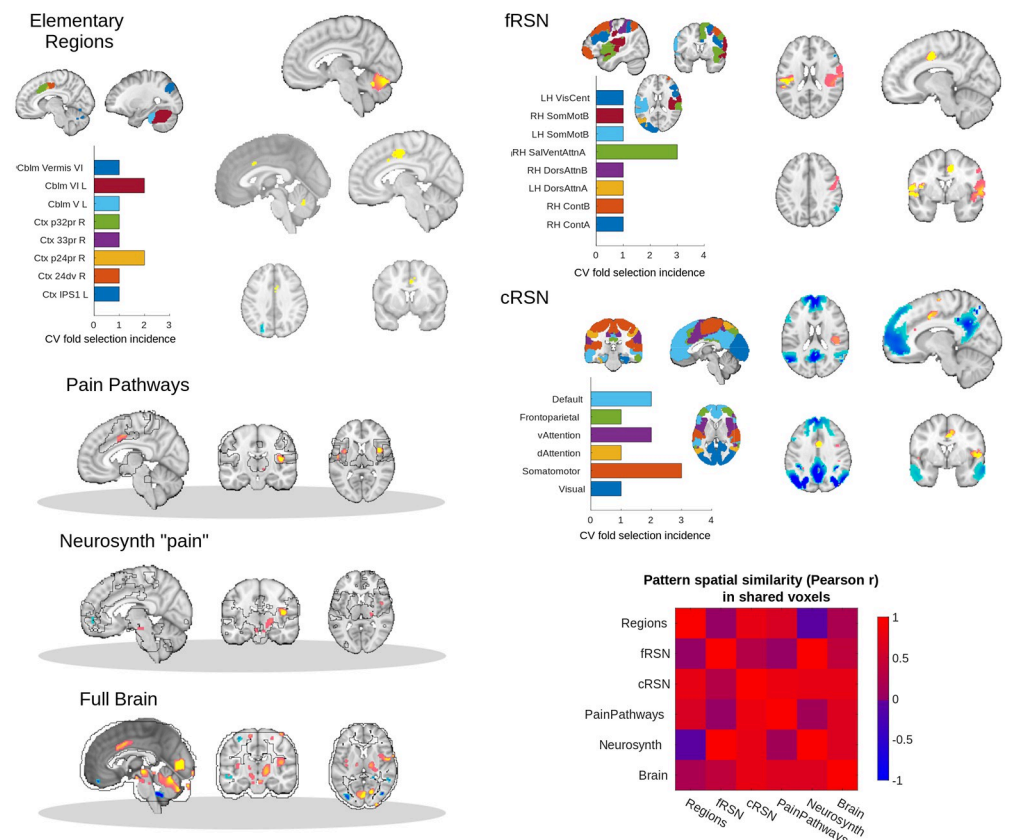 Elementary
Regions
Cblm Vermis VI
Cblm VI L
Cblm V L
Ctx p32pr R
Ctx 33pr R
Ctx p24pr R
Ctx 24dv R
Ctx IPS1 L
0 1 2 3
CV fold selection incidence
Pain Pathways
Neurosynth "pain"
Full Brain
fRSN
LH VisCent
RH SomMotB
LH SomMotB
RH SalVentAttnA
RH DorsAttnB
LH DorsAttnA
RH ContB
RH ContA
0 1 2 3 4
CV fold selection incidence
cRSN
Default
Frontoparietal
vAttention
dAttention
Somatomotor
Visual
0 1 2 3 4
CV fold selection incidence
Pattern spatial similarity (Pearson r)
in shared voxels
Regions
fRSN
cRSN
PainPathways
Neurosynth
Brain
Regions
fRSN
cRSN
PainPathways
Neurosynth
Brain
1
0.5
0
-0.5
-1